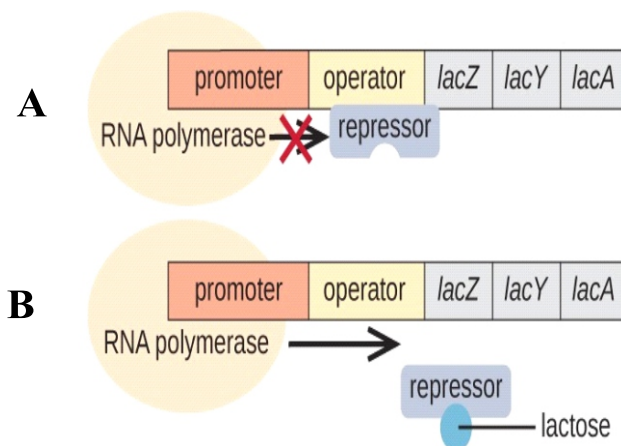 A
promoter operator lacZ lacY lacA
RNA polymerase repressor
B
promoter operator lacZ lacY lacA
RNA polymerase
repressor
lactose